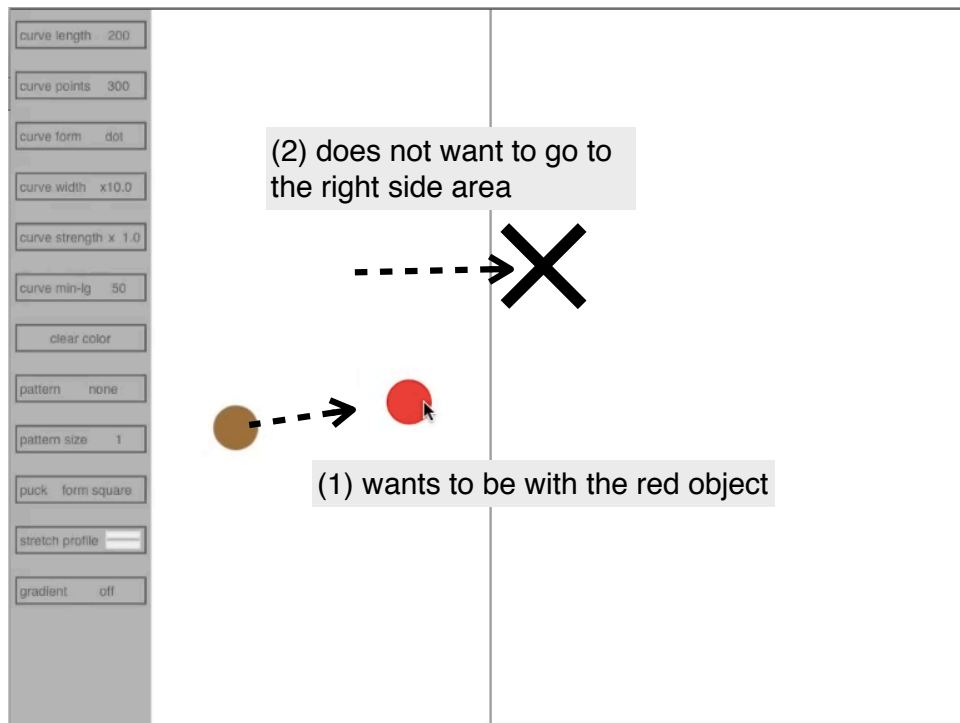 curve length 200
curve points 300
curve form dot
curve width x10.0
curve strength x 1.0
curve min-lg 50
clear color
pattern none
pattern size 1
puck form square
stretch profile
gradient off
(2) does not want to go to
the right side area
(1) wants to be with the red object